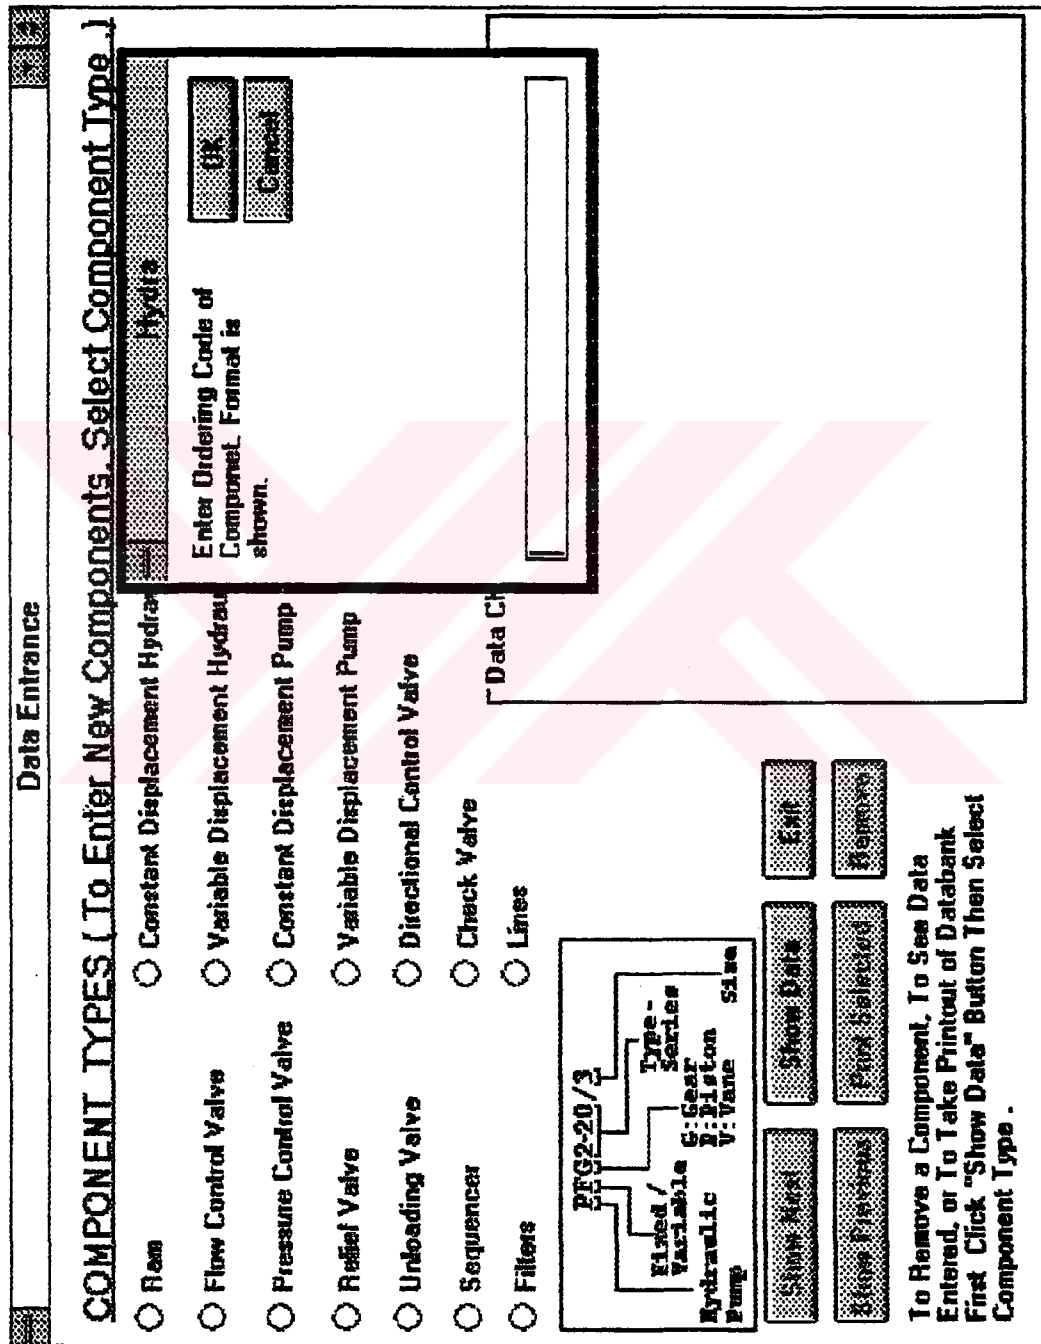 Data Entrance
COMPONENT TYPES ( To Enter New Components, Select Component Type .)
Ram
Flow Control Valve
Pressure Control Valve
Relief Valve
Unloading Valve
Sequencer
Filters
Constant Displacement Hydra
Variable Displacement Hydrau
Constant Displacement Pump
Variable Displacement Pump
Directional Control Valve
Check Valve
Lines
Hydra
Enter Ordering Code of
Componet. Format is
shown.
OK
Cancel
Data Ch
PFG2-20/3
Fixed /
Variable
Hydraulic
Pump
G:Gear
P:Piston
V:Vane
Type-
Series
Size
Show Next
Show Data
Exit
Show Previous
Print Selected
Remove
To Remove a Component, To See Data
Entered, or To Take Printout of Databank
First Click "Show Data" Button Then Select
Component Type .